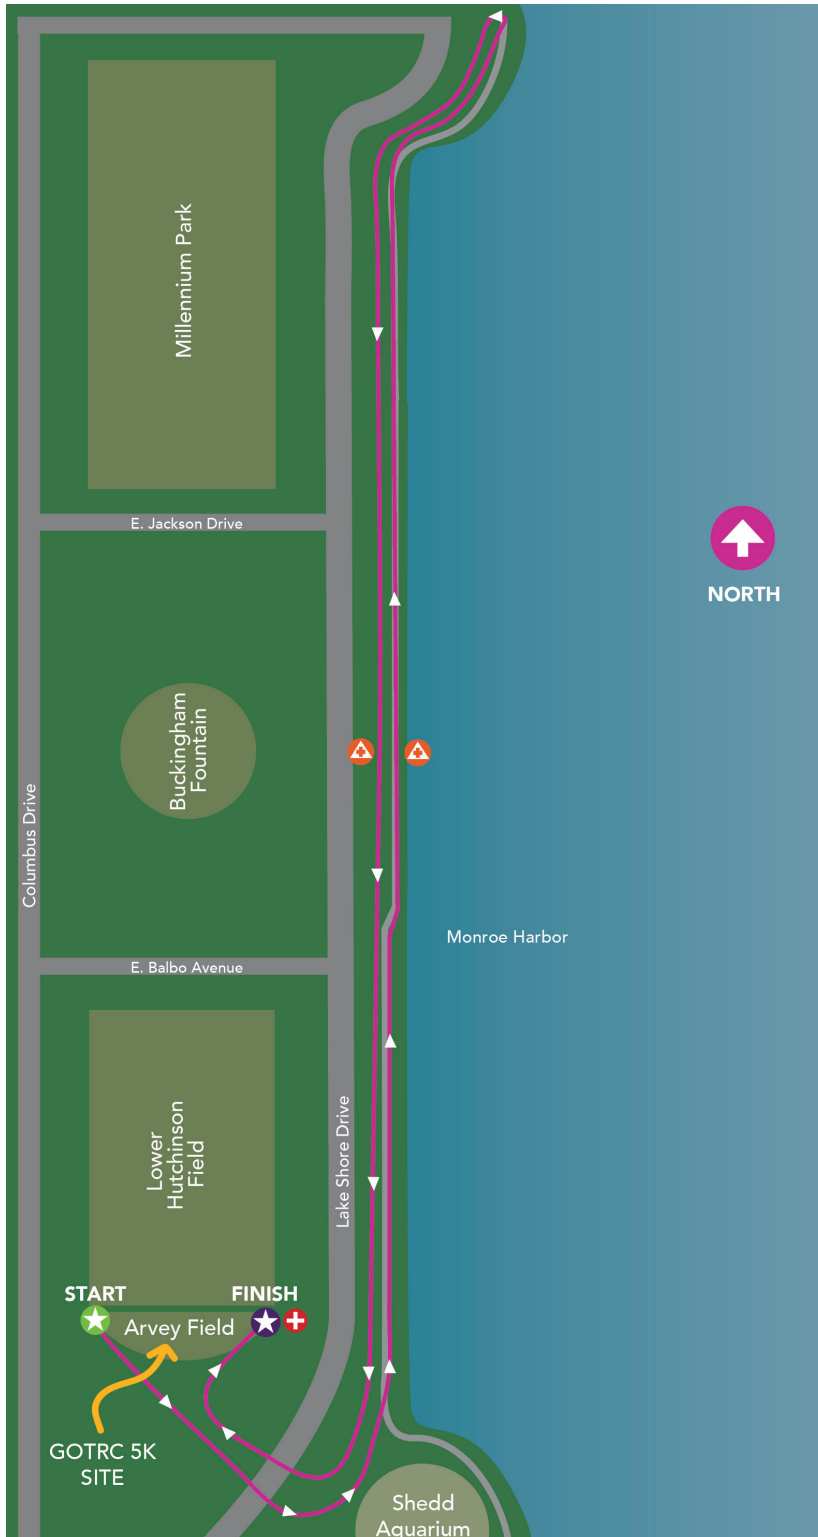 Millennium Park
E. Jackson Drive
NORTH
Buckingham
Fountain
Columbus Drive
Monroe Harbor
E. Balbo Avenue
Lower
Hutchinson
Field
Lake Shore Drive
START
FINISH
Arvey Field
GOTRC 5K
SITE
Shedd
Aquarium